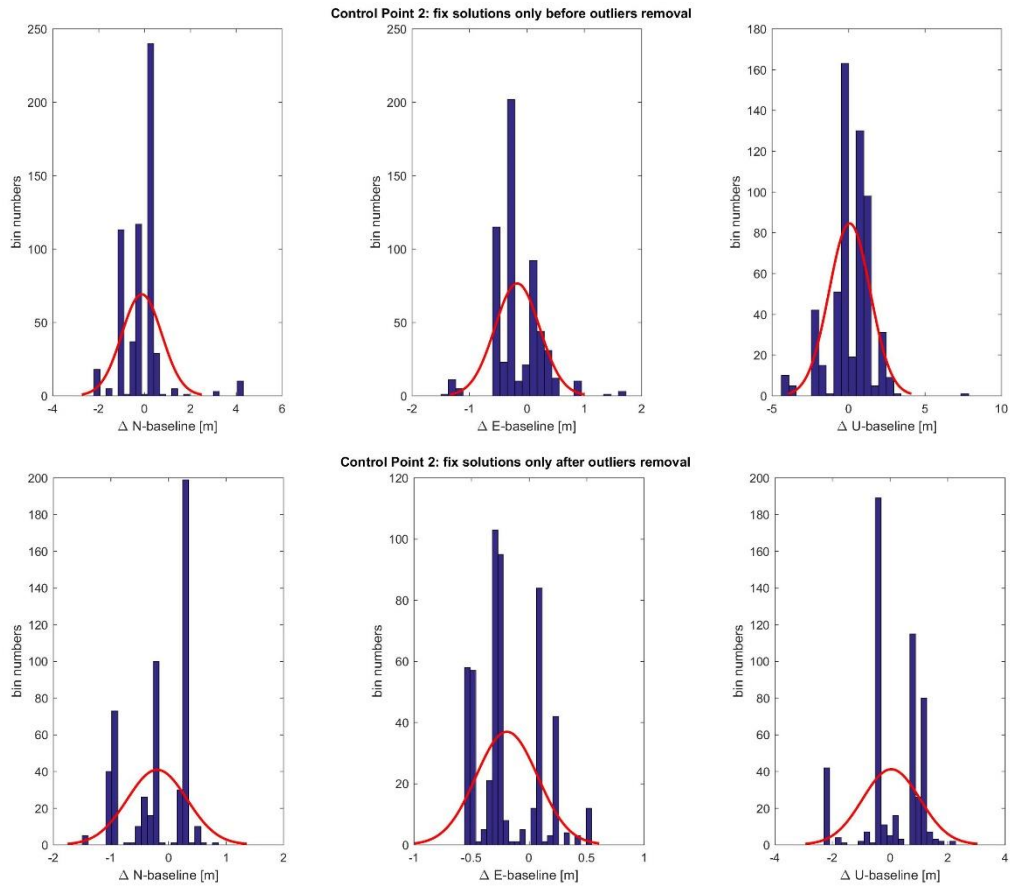 Control Point 2: fix solutions only before outliers removal
250
200
150
100
50
0
bin numbers
-4 -2 0 2 4 6
Δ N-baseline [m]
250
200
150
100
50
0
bin numbers
-2 -1 0 1 2
Δ E-baseline [m]
180
160
140
120
100
80
60
40
20
0
bin numbers
-5 0 5 10
Δ U-baseline [m]
Control Point 2: fix solutions only after outliers removal
200
180
160
140
120
100
80
60
40
20
0
bin numbers
-2 -1 0 1 2
Δ N-baseline [m]
120
100
80
60
40
20
0
bin numbers
-1 -0.5 0 0.5 1
Δ E-baseline [m]
200
180
160
140
120
100
80
60
40
20
0
bin numbers
-4 -2 0 2 4
Δ U-baseline [m]